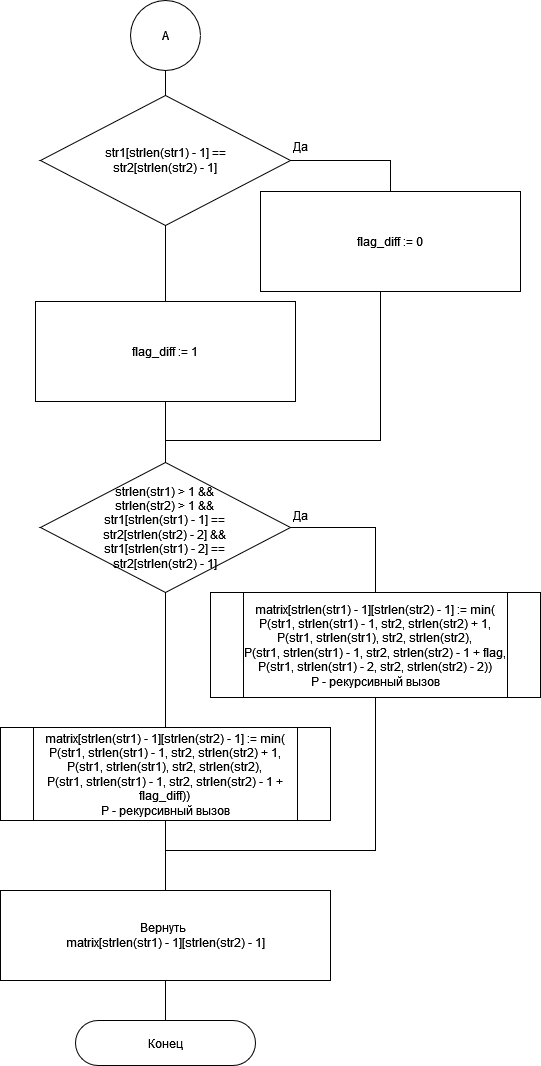 A
str1[strlen(str1) - 1] ==
str2[strlen(str2) - 1]
Да
flag_diff := 0
flag_diff := 1
strlen(str1) > 1 &&
strlen(str2) > 1 &&
str1[strlen(str1) - 1] ==
str2[strlen(str2) - 2] &&
str1[strlen(str1) - 2] ==
str2[strlen(str2) - 1]
Да
matrix[strlen(str1) - 1][strlen(str2) - 1] := min(
P(str1, strlen(str1) - 1, str2, strlen(str2) + 1,
P(str1, strlen(str1), str2, strlen(str2),
P(str1, strlen(str1) - 1, str2, strlen(str2) - 1 + flag,
P(str1, strlen(str1) - 2, str2, strlen(str2) - 2))
P - рекурсивный вызов
matrix[strlen(str1) - 1][strlen(str2) - 1] := min(
P(str1, strlen(str1) - 1, str2, strlen(str2) + 1,
P(str1, strlen(str1), str2, strlen(str2),
P(str1, strlen(str1) - 1, str2, strlen(str2) - 1 +
flag_diff))
P - рекурсивный вызов
Вернуть
matrix[strlen(str1) - 1][strlen(str2) - 1]
Конец